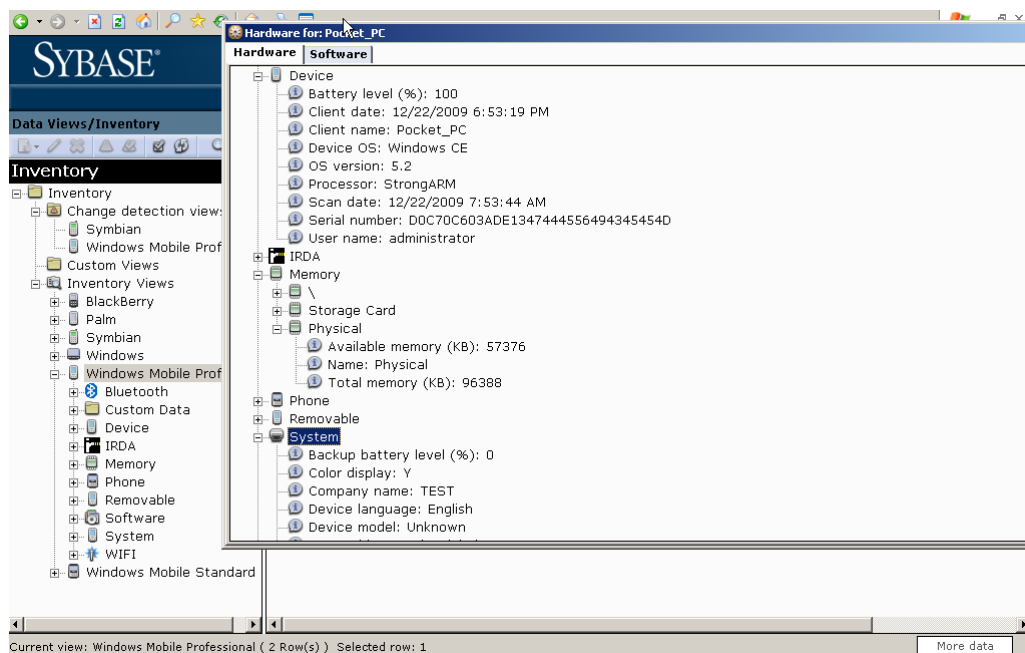 Hardware for: Pocket_PC
Hardware
Software
SYBASE®
Data Views/Inventory
Inventory
Inventory
Change detection view
Symbian
Windows Mobile Prof
Custom Views
Inventory Views
BlackBerry
Palm
Symbian
Windows
Windows Mobile Prof
Bluetooth
Custom Data
Device
IRDA
Memory
Phone
Removable
Software
System
WIFI
Windows Mobile Standard
Device
Battery level (%): 100
Client date: 12/22/2009 6:53:19 PM
Client name: Pocket_PC
Device OS: Windows CE
OS version: 5.2
Processor: StrongARM
Scan date: 12/22/2009 7:53:44 AM
Serial number: D0C70C603ADE1347444556494345454D
User name: administrator
IRDA
Memory
\
Storage Card
Physical
Available memory (KB): 57376
Name: Physical
Total memory (KB): 96388
Phone
Removable
System
Backup battery level (%): 0
Color display: Y
Company name: TEST
Device language: English
Device model: Unknown
Current view: Windows Mobile Professional ( 2 Row(s) ) Selected row: 1
More data